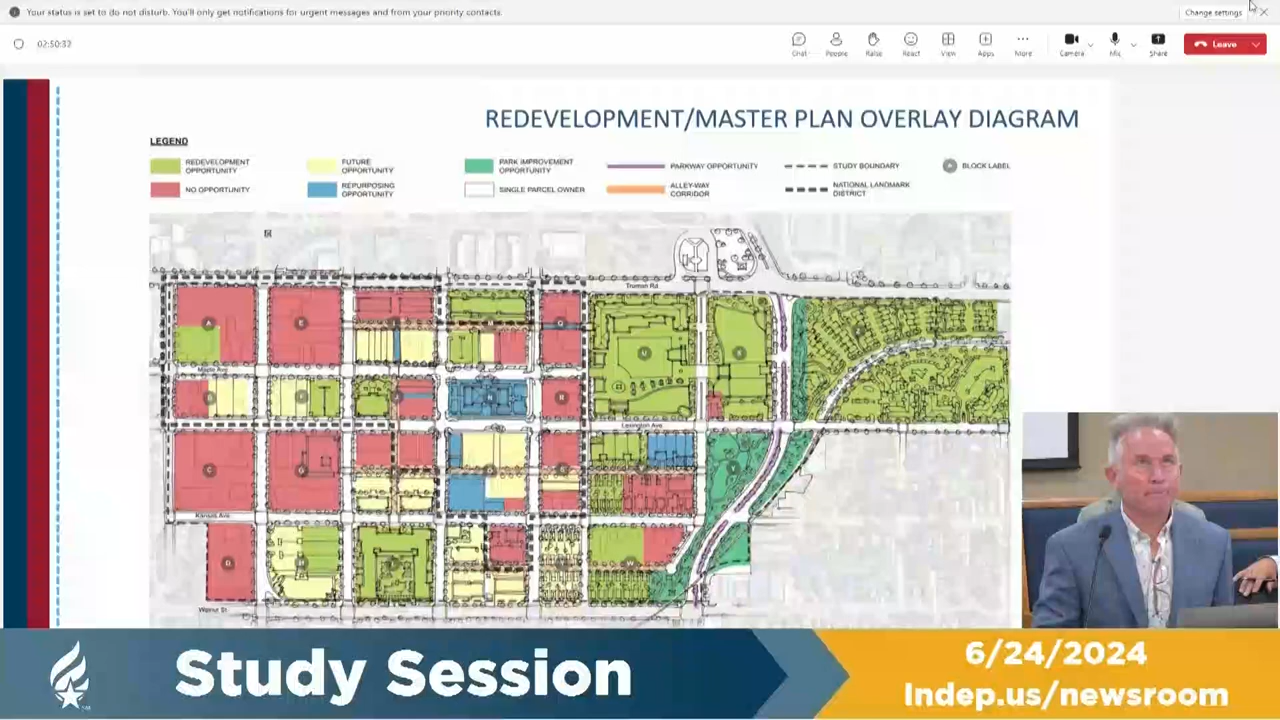 Your status is set to do not disturb. You'll only get notifications for urgent messages and from your priority contacts.
Change settings
02:50:32
Chat
People
Raise
React
View
Apps
More
Camera
Mic
Share
Leave
REDEVELOPMENT/MASTER PLAN OVERLAY DIAGRAM
LEGEND
REDEVELOPMENT
OPPORTUNITY
FUTURE
OPPORTUNITY
PARK IMPROVEMENT
OPPORTUNITY
PARKWAY OPPORTUNITY
STUDY BOUNDARY
BLOCK LABEL
NO OPPORTUNITY
REPURPOSING
OPPORTUNITY
SINGLE PARCEL OWNER
ALLEY-WAY
CORRIDOR
NATIONAL LANDMARK
DISTRICT
Truman Rd.
Maple Ave
Lexington Ave.
Kansas Ave.
Walnut St
Study Session
6/24/2024
Indep.us/newsroom